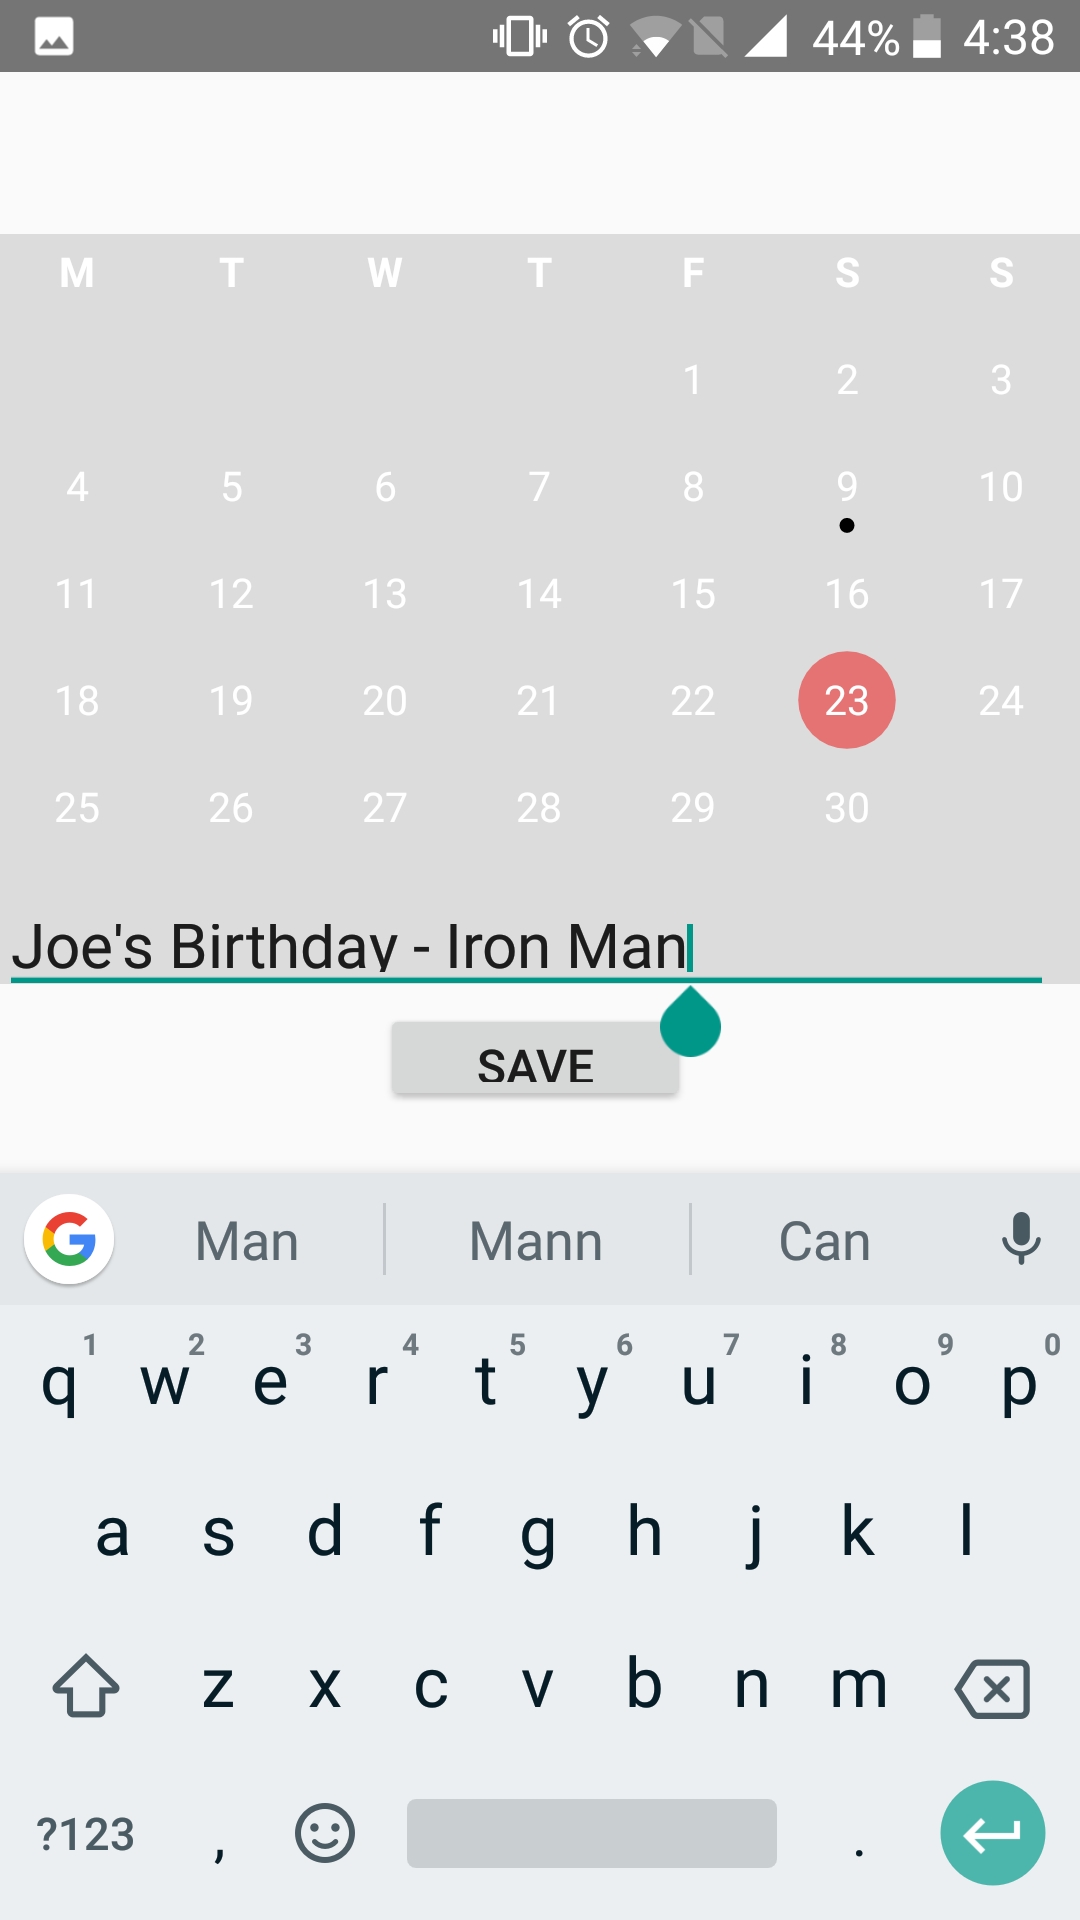 44% 4:38
M T W T F S S
1 2 3
4 5 6 7 8 9 10
11 12 13 14 15 16 17
18 19 20 21 22 23 24
25 26 27 28 29 30
Joe's Birthday - Iron Man
SAVE
G Man Mann Can
1 2 3 4 5 6 7 8 9 0
q w e r t y u i o p
a s d f g h j k l
z x c v b n m
?123 , .